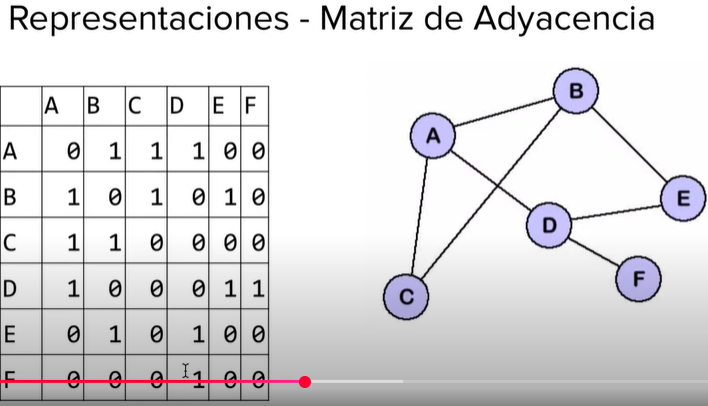 Representaciones - Matriz de Adyacencia
A B C D E F
A 0 1 1 1 0 0
B 1 0 1 0 1 0
C 1 1 0 0 0 0
D 1 0 0 0 1 1
E 0 1 0 1 0 0
F 0 0 0 1 0 0
B
A
E
D
F
C